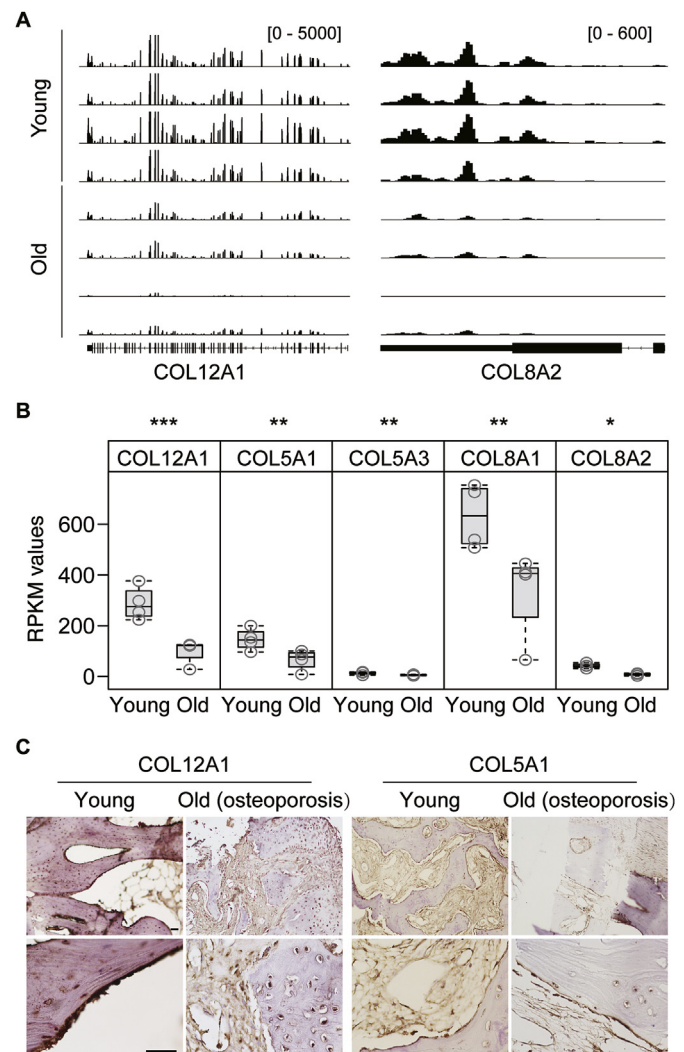 A
[0 - 5000] [0 - 600]
Young
Old
COL12A1 COL8A2
B
*** ** ** ** *
COL12A1 COL5A1 COL5A3 COL8A1 COL8A2
RPKM values
600
400
200
0
Young Old Young Old Young Old Young Old Young Old
C
COL12A1 COL5A1
Young Old (osteoporosis) Young Old (osteoporosis)